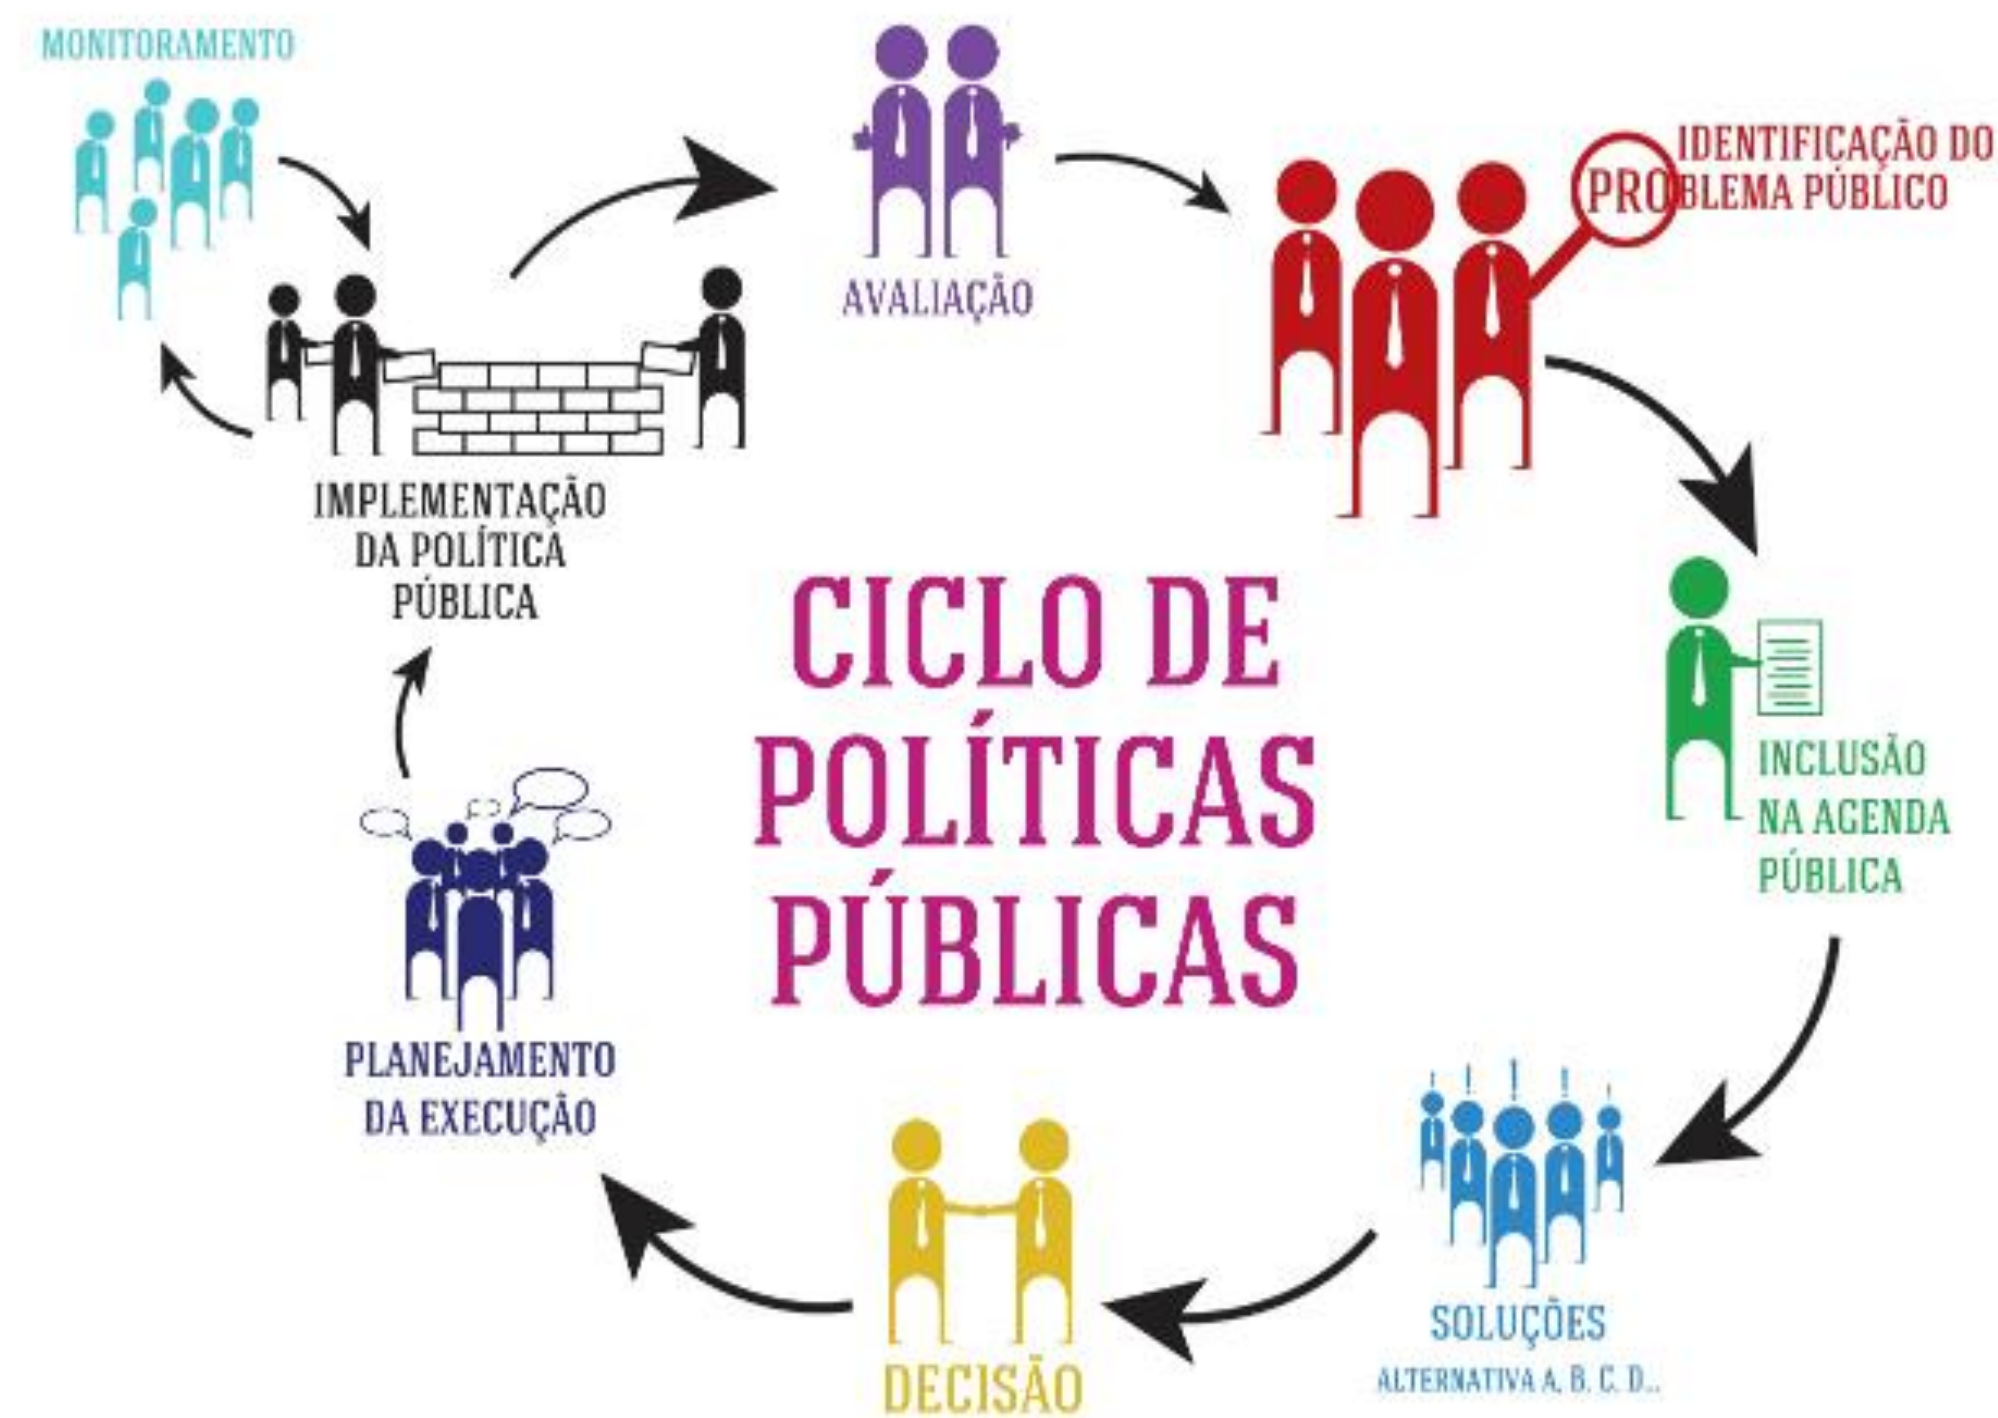 MONITORAMENTO
AVALIAÇÃO
IDENTIFICAÇÃO DO
PROBLEMA PÚBLICO
IMPLEMENTAÇÃO
DA POLÍTICA
PÚBLICA
CICLO DE
POLÍTICAS
PÚBLICAS
INCLUSÃO
NA AGENDA
PÚBLICA
PLANEJAMENTO
DA EXECUÇÃO
SOLUÇÕES
ALTERNATIVA A, B, C, D...
DECISÃO